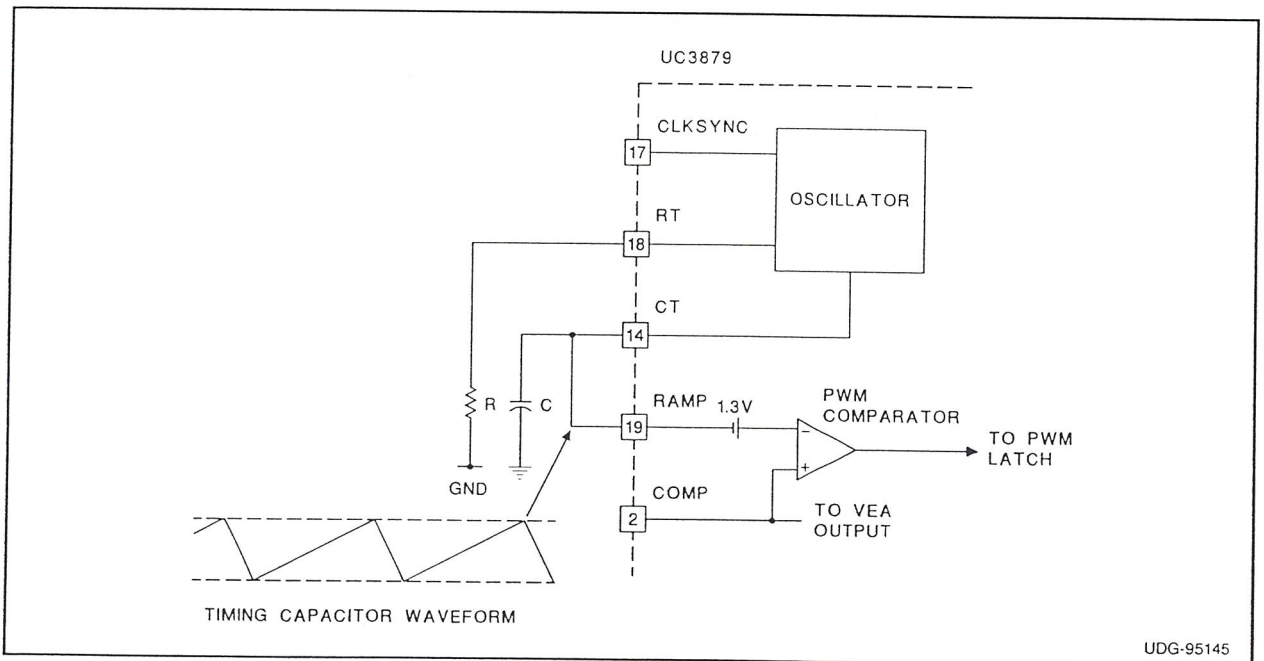 UC3879
CLKSYNC
17
OSCILLATOR
RT
18
CT
14
R
C
RAMP
19
1.3V
PWM
COMPARATOR
−
+
TO PWM
LATCH
GND
COMP
2
TO VEA
OUTPUT
TIMING CAPACITOR WAVEFORM
UDG-95145